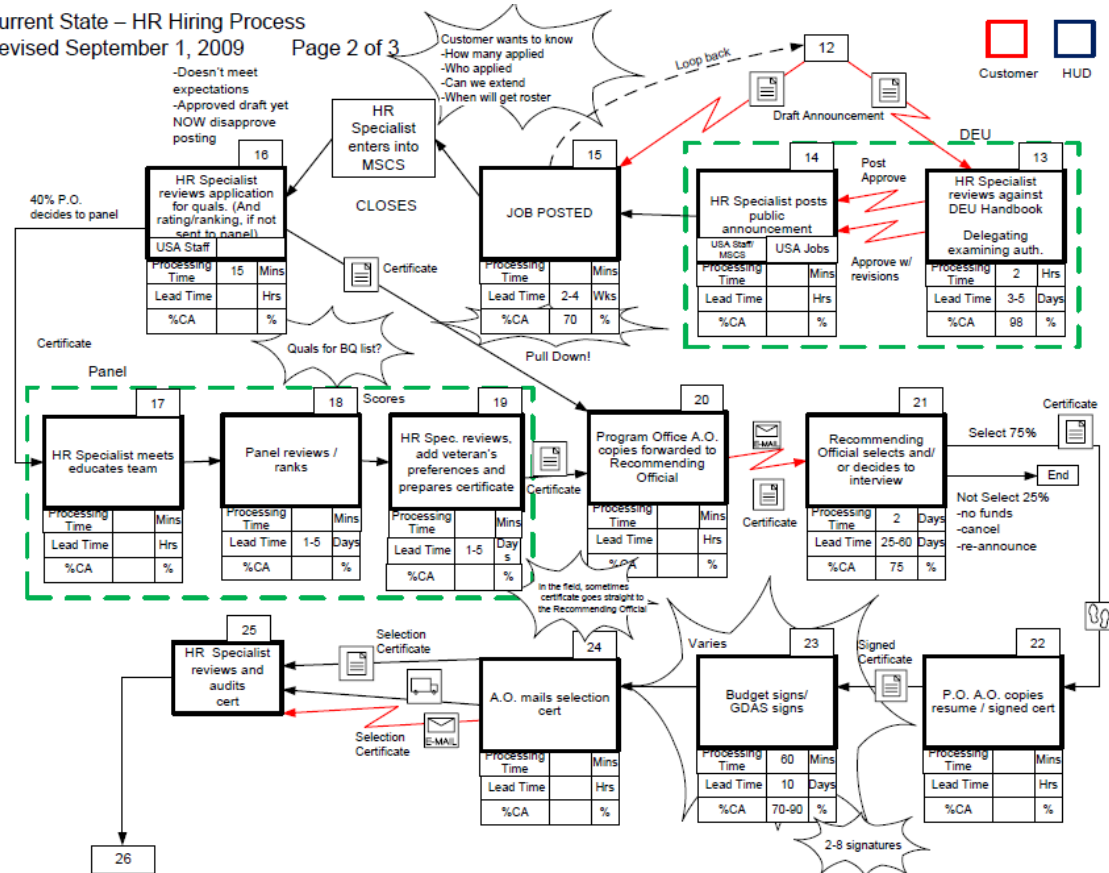 urrent State – HR Hiring Process
evised September 1, 2009 Page 2 of 3
Customer wants to know
-How many applied
-Who applied
-Can we extend
-When will get roster
Loop back
12
Customer
HUD
-Doesn't meet
expectations
-Approved draft yet
NOW disapprove
posting
HR
Specialist
enters into
MSCS
Draft Announcement
DEU
16
HR Specialist
reviews application
for quals. (And
rating/ranking, if not
sent to panel)
USA Staff
Processing
Time
15
Mins
Lead Time
Hrs
%CA
%
40% P.O.
decides to panel
CLOSES
Certificate
15
JOB POSTED
Processing
Time
Mins
Lead Time
2-4
Wks
%CA
70
%
Pull Down!
14
HR Specialist posts
public
announcement
USA Staff/
MSCS
USA Jobs
Processing
Time
Mins
Lead Time
Hrs
%CA
%
Post
Approve
Approve w/
revisions
13
HR Specialist
reviews against
DEU Handbook
Delegating
examining auth.
Processing
Time
2
Hrs
Lead Time
3-5
Days
%CA
98
%
Certificate
Quals for BQ list?
Panel
17
HR Specialist meets
educates team
Processing
Time
Mins
Lead Time
Hrs
%CA
%
18
Panel reviews /
ranks
Processing
Time
Mins
Lead Time
1-5
Days
%CA
%
Scores
19
HR Spec. reviews,
add veteran's
preferences and
prepares certificate
Processing
Time
Mins
Lead Time
1-5
Day
s
%CA
%
Certificate
20
Program Office A.O.
copies forwarded to
Recommending
Official
Processing
Time
Mins
Lead Time
Hrs
%CA
%
E-MAIL
Certificate
21
Recommending
Official selects and/
or decides to
interview
Processing
Time
2
Days
Lead Time
25-60
Days
%CA
75
%
Certificate
Select 75%
End
Not Select 25%
-no funds
-cancel
-re-announce
In the field, sometimes
certificate goes straight to
the Recommending Official
25
HR Specialist
reviews and
audits
cert
Selection
Certificate
E-MAIL
Selection
Certificate
24
A.O. mails selection
cert
Processing
Time
Mins
Lead Time
Hrs
%CA
%
Varies
23
Budget signs/
GDAS signs
Processing
Time
60
Mins
Lead Time
10
Days
%CA
70-90
%
Signed
Certificate
22
P.O. A.O. copies
resume / signed cert
Processing
Time
Mins
Lead Time
Hrs
%CA
%
2-8 signatures
26